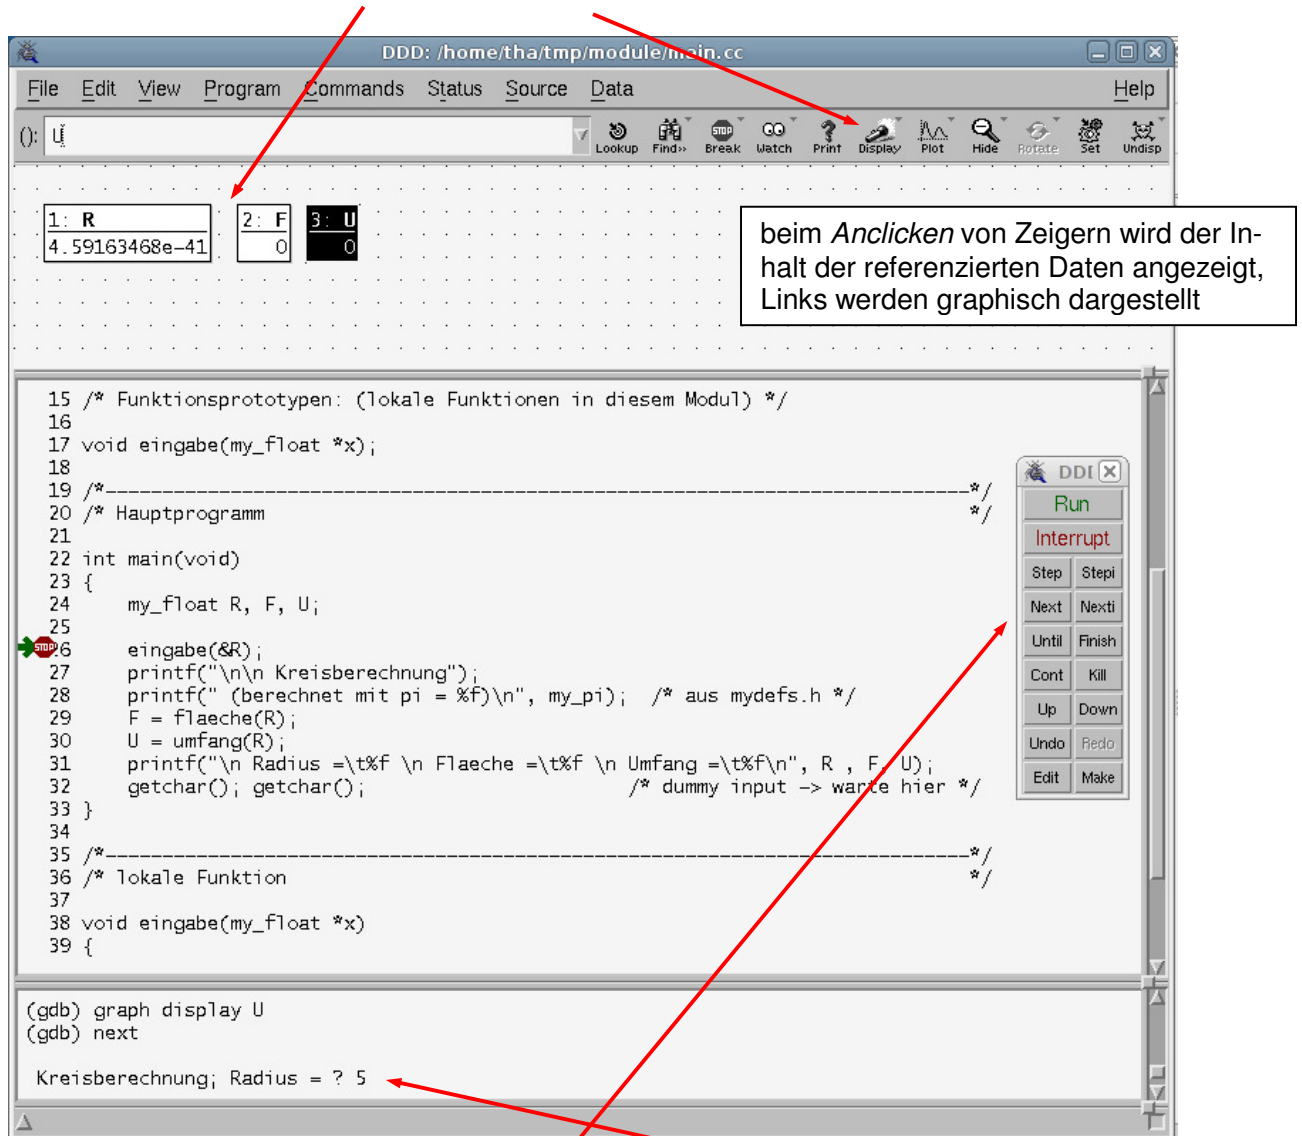 DDD: /home/tha/tmp/module/main.cc
File Edit View Program Commands Status Source Data Help
(): U
Lookup Find» Break Watch Print Display Plot Hide Rotate Set Undisp
STOP
1: R
4.59163468e-41
2: F
0
3: U
0
beim Anclicken von Zeigern wird der In-
halt der referenzierten Daten angezeigt,
Links werden graphisch dargestellt
15 /* Funktionsprototypen: (lokale Funktionen in diesem Modul) */
16
17 void eingabe(my_float *x);
18
19 /*---------------------------------------------------------------------------*/
20 /* Hauptprogramm */
21
22 int main(void)
23 {
24 my_float R, F, U;
25
STOP
26 eingabe(&R);
27 printf("\n\n Kreisberechnung");
28 printf(" (berechnet mit pi = %f)\n", my_pi); /* aus mydefs.h */
29 F = flaeche(R);
30 U = umfang(R);
31 printf("\n Radius =\t%f \n Flaeche =\t%f \n Umfang =\t%f\n", R , F, U);
32 getchar(); getchar(); /* dummy input -> warte hier */
33 }
34
35 /*---------------------------------------------------------------------------*/
36 /* lokale Funktion */
37
38 void eingabe(my_float *x)
39 {
DDD
Run
Interrupt
Step Stepi
Next Nexti
Until Finish
Cont Kill
Up Down
Undo Redo
Edit Make
(gdb) graph display U
(gdb) next
Kreisberechnung; Radius = ? 5